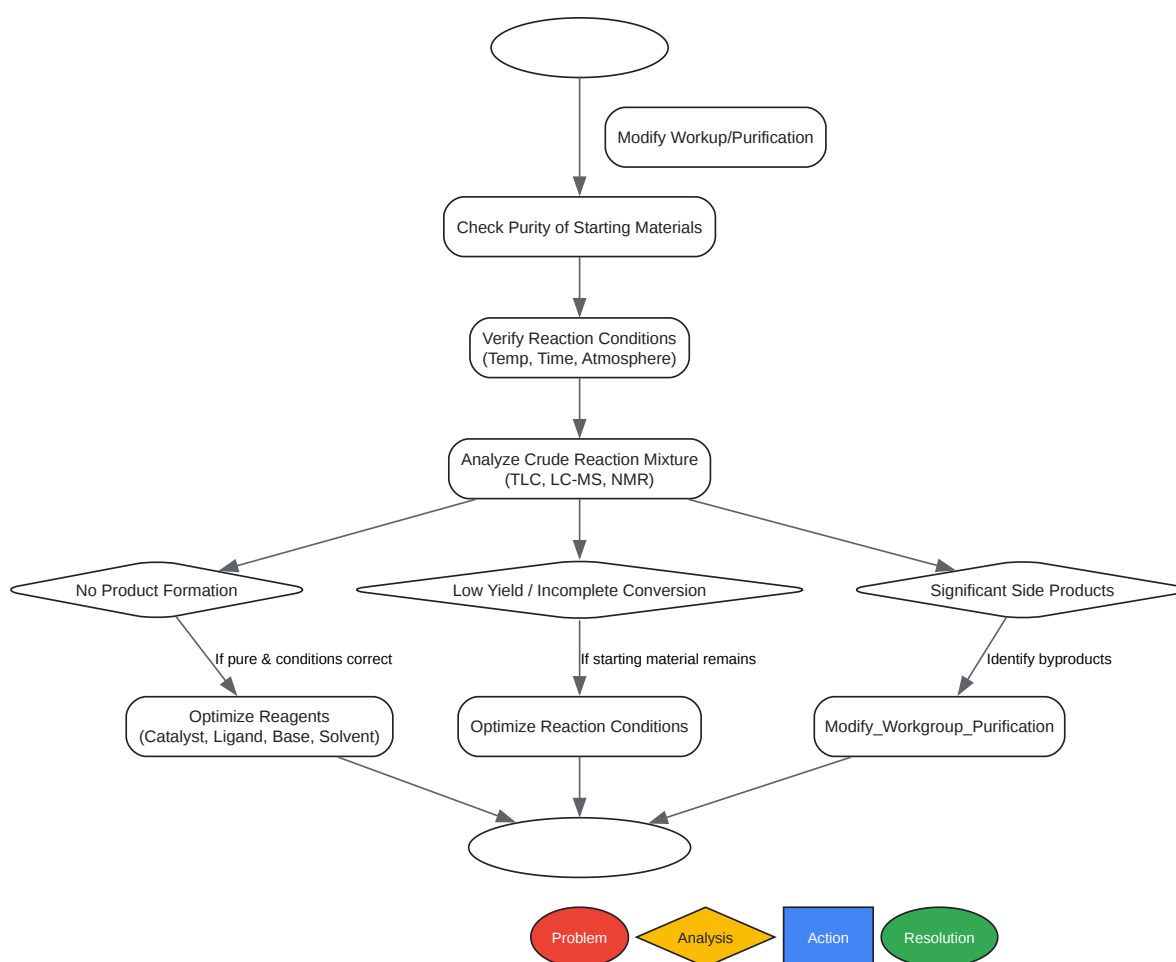 Modify Workup/Purification
Check Purity of Starting Materials
Verify Reaction Conditions
(Temp, Time, Atmosphere)
Analyze Crude Reaction Mixture
(TLC, LC-MS, NMR)
No Product Formation
Low Yield / Incomplete Conversion
Significant Side Products
If pure & conditions correct
If starting material remains
Identify byproducts
Optimize Reagents
(Catalyst, Ligand, Base, Solvent)
Optimize Reaction Conditions
Modify_Workgroup_Purification
Problem
Analysis
Action
Resolution